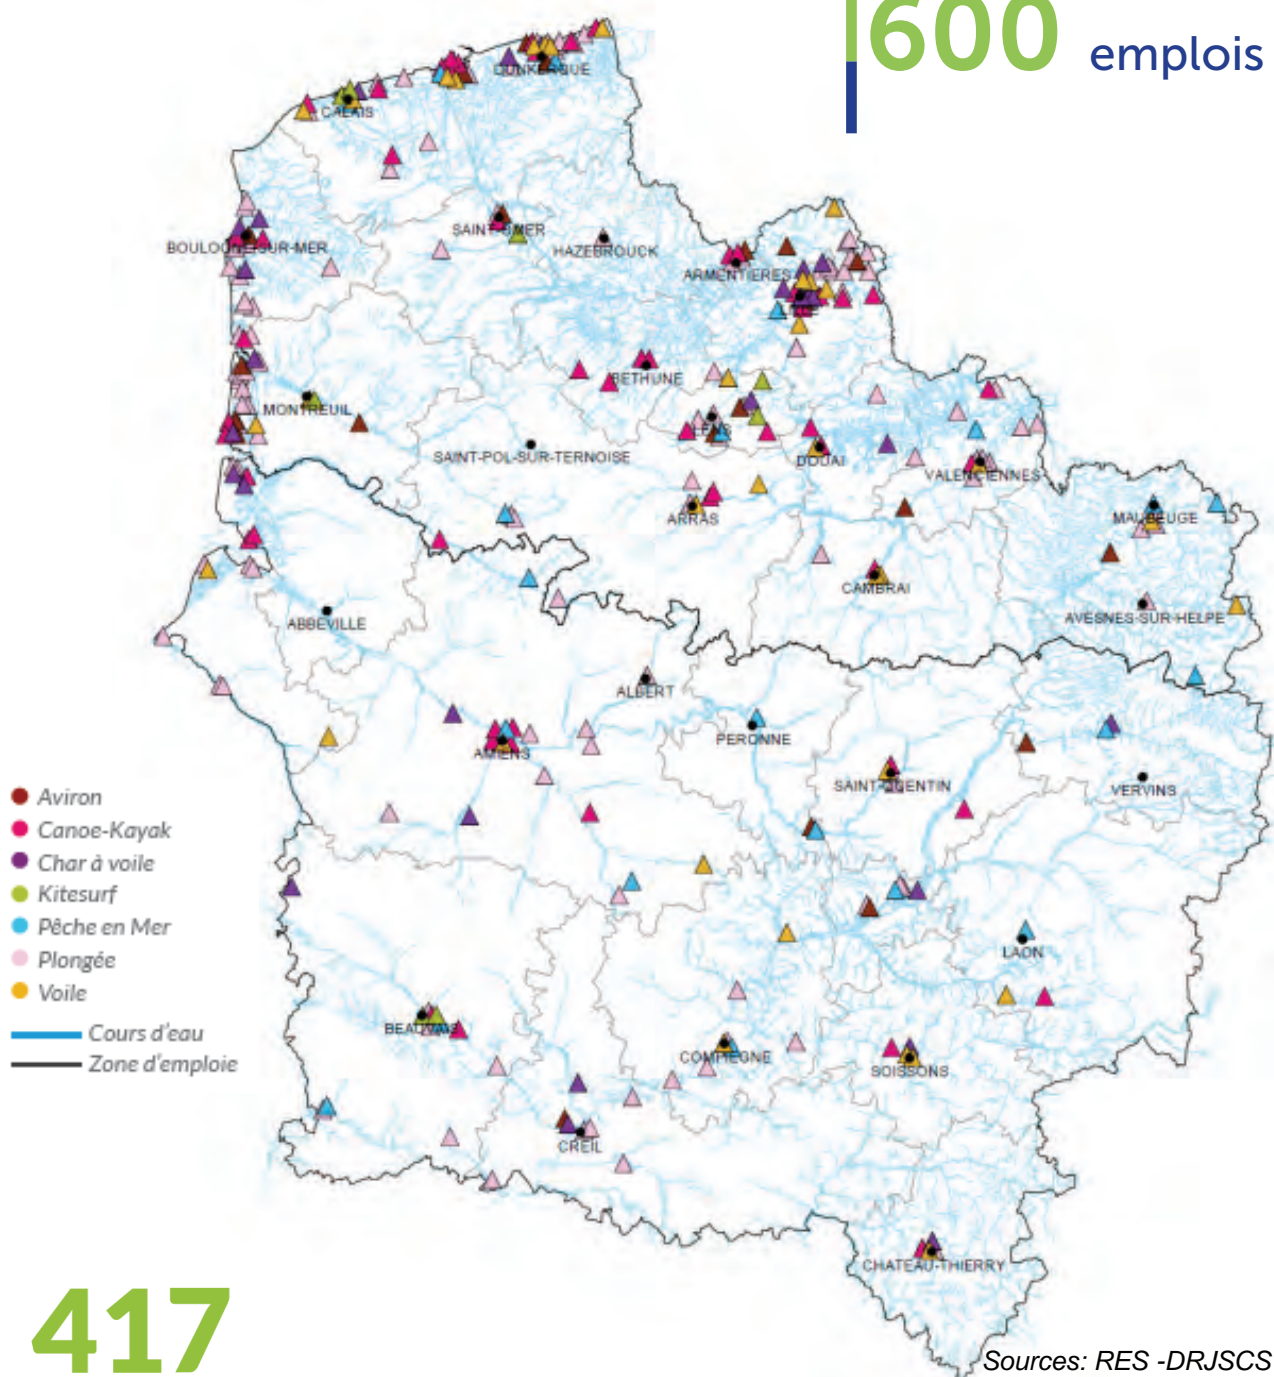 600 emplois
DUNKERQUE
CALAIS
SAINT-OMER
BOULOGNE-SUR-MER
HAZEBROUCK
ARMENTIERES
BETHUNE
MONTREUIL
LENS
SAINT-POL-SUR-TERNOISE
DOUAI
VALENCIENNES
ARRAS
MAUBEUGE
CAMBRAI
AVESNES-SUR-HELPE
ABBEVILLE
ALBERT
PERONNE
AMIENS
SAINT-QUENTIN
VERVINS
Aviron
Canoe-Kayak
Char à voile
Kitesurf
Pêche en Mer
Plongée
Voile
Cours d'eau
Zone d'emploie
LAON
BEAUVAIS
COMPIEGNE
SOISSONS
CREIL
CHATEAU-THIERRY
417
Sources: RES -DRJSCS